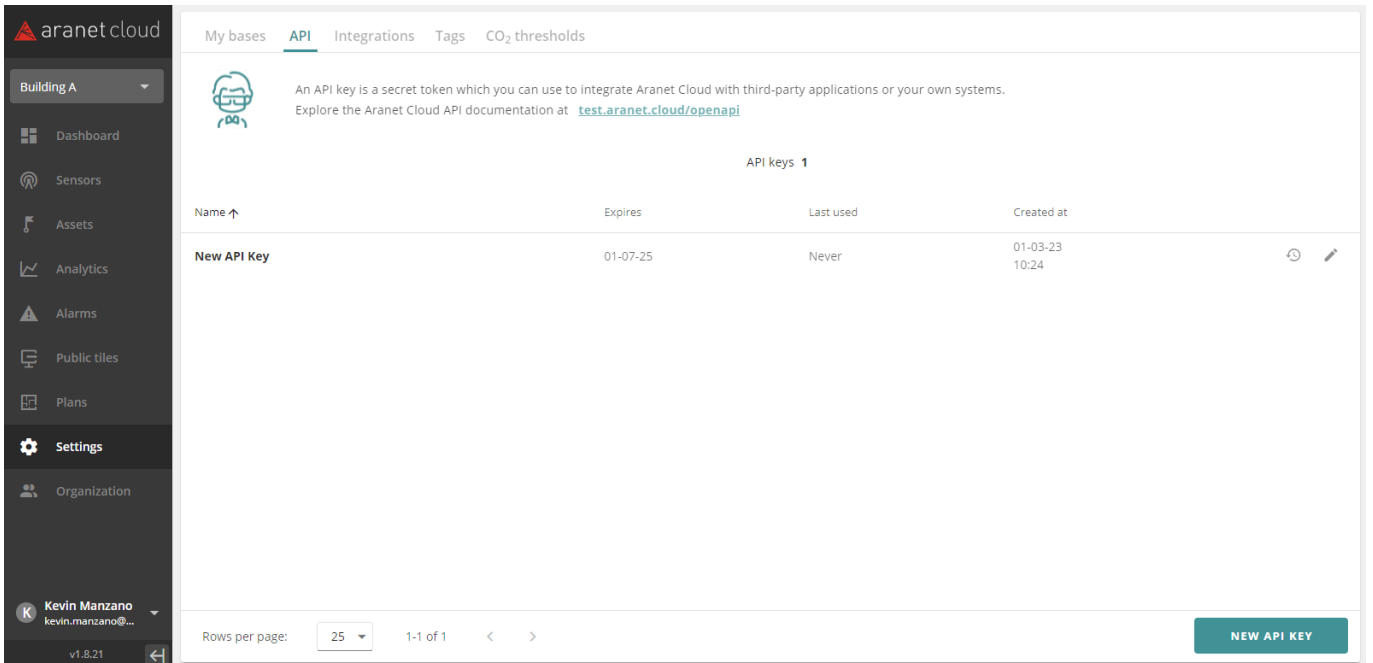 aranet cloud
Building A
Dashboard
Sensors
Assets
Analytics
Alarms
Public tiles
Plans
Settings
Organization
K
Kevin Manzano
kevin.manzano@...
v1.8.21
My bases API Integrations Tags CO₂ thresholds
An API key is a secret token which you can use to integrate Aranet Cloud with third-party applications or your own systems.
Explore the Aranet Cloud API documentation at test.aranet.cloud/openapi
API keys 1
Name Expires Last used Created at
New API Key 01-07-25 Never 01-03-23
10:24
Rows per page: 25 1-1 of 1
NEW API KEY